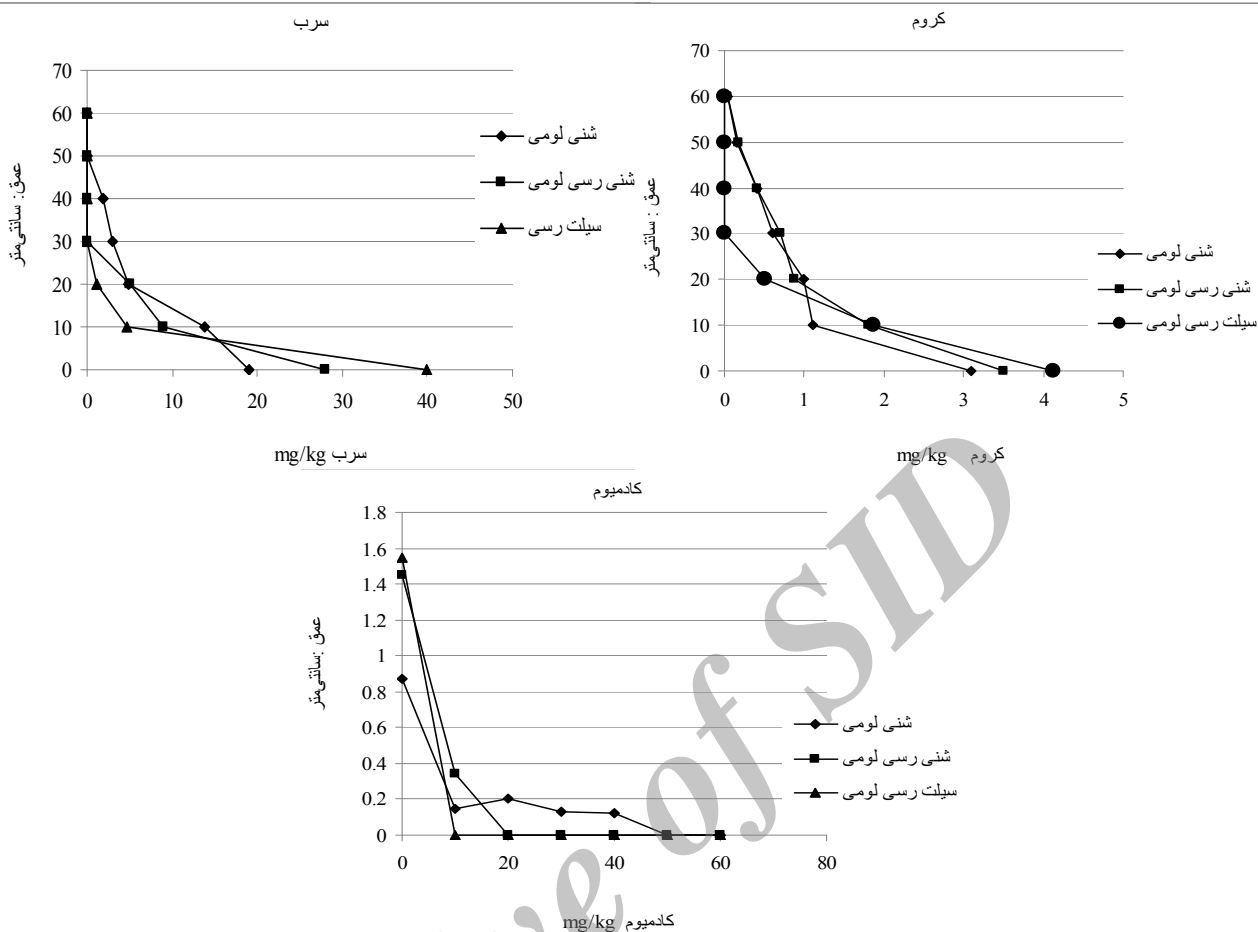 سرب
70
60
50
40
30
20
10
0
0 10 20 30 40 50
عمق: سانتی‌متر
سرب mg/kg
شنی لومی
شنی رسی لومی
سیلت رسی
کروم
70
60
50
40
30
20
10
0
0 1 2 3 4 5
عمق : سانتی‌متر
کروم mg/kg
شنی لومی
شنی رسی لومی
سیلت رسی لومی
کادمیوم
1.8
1.6
1.4
1.2
1
0.8
0.6
0.4
0.2
0
0 20 40 60 80
عمق :سانتی‌متر
کادمیوم mg/kg
شنی لومی
شنی رسی لومی
سیلت رسی لومی
ve of SID